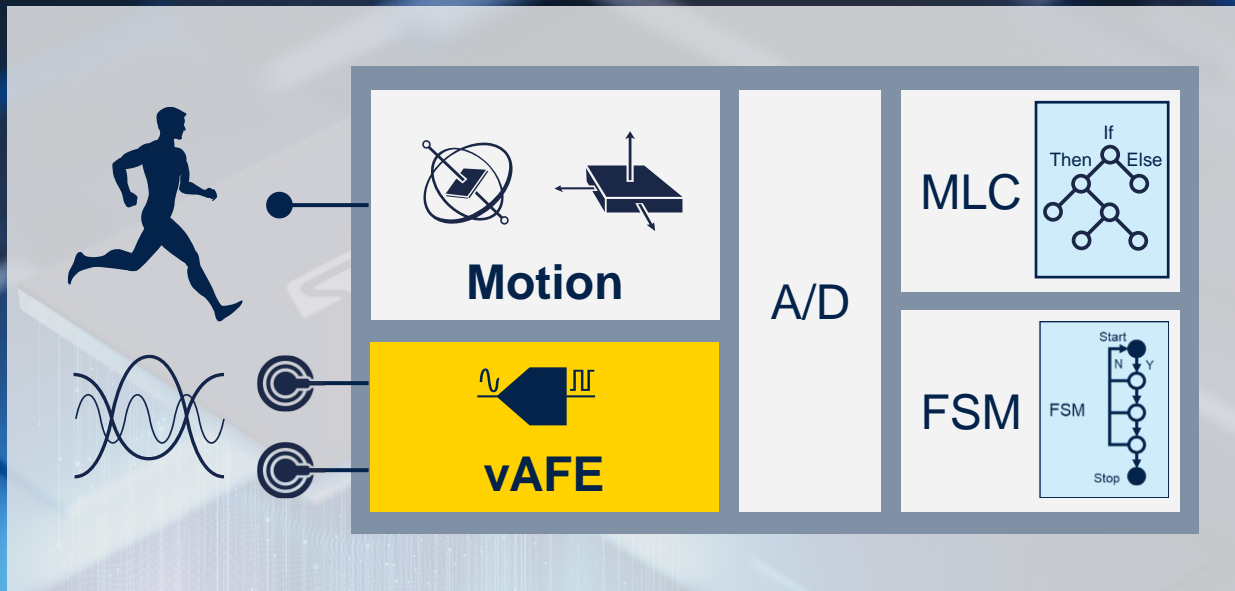 Motion
vAFE
A/D
MLC
If
Then
Else
FSM
Start
N
Y
FSM
Stop